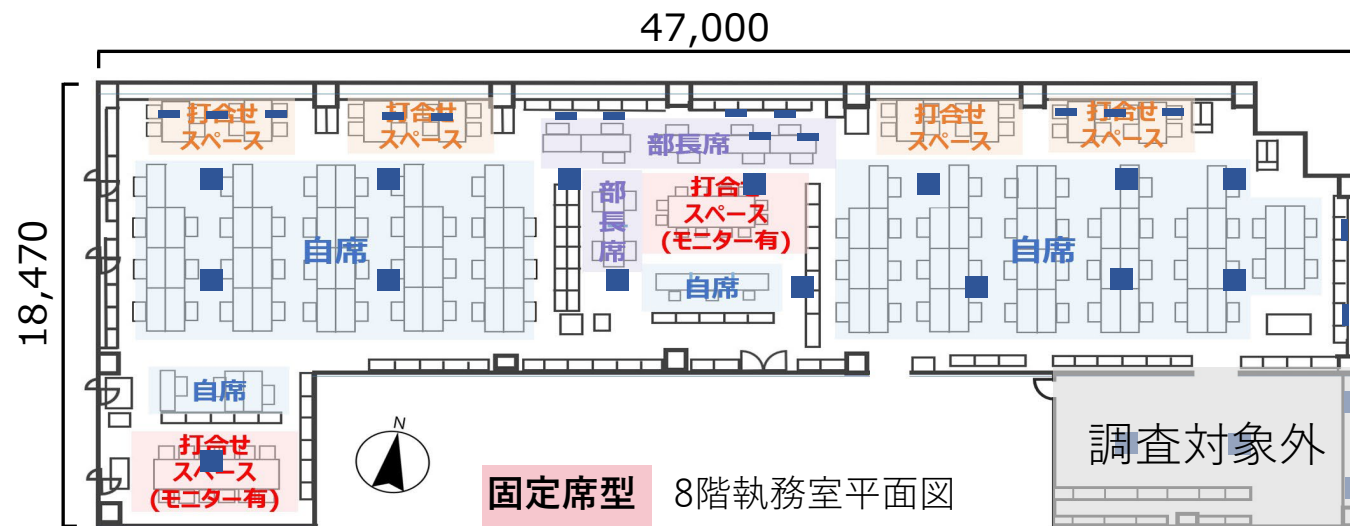 47,000
18,470
打合せ
スペース
打合せ
スペース
打合せ
スペース
打合せ
スペース
部長席
部
長
席
打合せ
スペース
(モニター有)
自席
自席
自席
自席
打合せ
スペース
(モニター有)
N
調査対象外
固定席型 8階執務室平面図